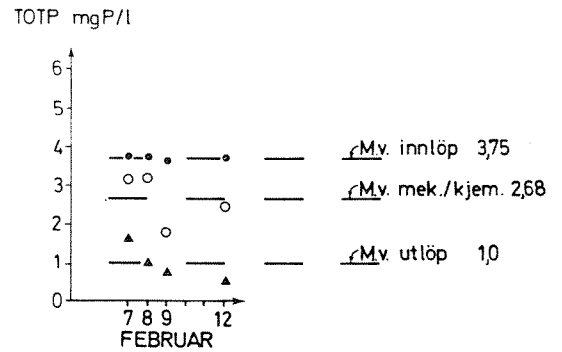 TOTP mgP/l
6
5
4
3
2
1
0
M.v. innlöp 3,75
M.v. mek./kjem. 2,68
M.v. utlöp 1,0
7 8 9 12
FEBRUAR